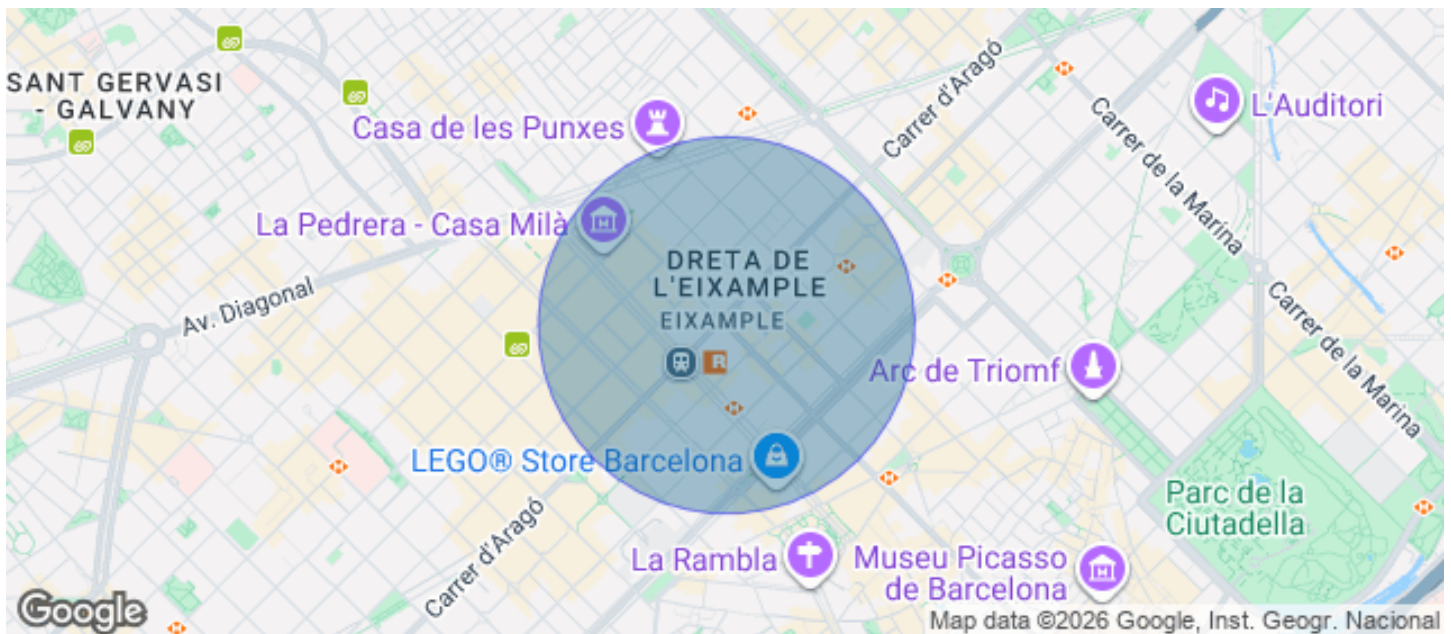 SANT GERVASI
- GALVANY
Casa de les Punxes
Carrer d'Aragó
L'Auditori
Carrer de la Marina
La Pedrera - Casa Milà
DRETA DE
L'EIXAMPLE
EIXAMPLE
Av. Diagonal
Carrer de la Marina
R
Arc de Triomf
LEGO® Store Barcelona
Parc de la
Ciutadella
Carrer d'Aragó
La Rambla
Museu Picasso
de Barcelona
Google
Map data ©2026 Google, Inst. Geogr. Nacional